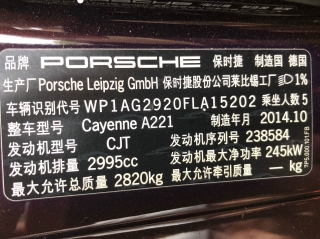 品牌 PORSCHE 保时捷 制造国 德国
生产厂 Porsche Leipzig GmbH 保时捷股份公司莱比锡工厂 1%
车辆识别代号 WP1AG2920FLA15202 乘坐人数 5
整车型号 Cayenne A221 制造年月 2014.10
发动机型号 CJT 发动机序列号 238584
发动机排量 2995cc 发动机最大净功率 245kW
最大允许总质量 2820kg 最大允许牵引质量 — kg